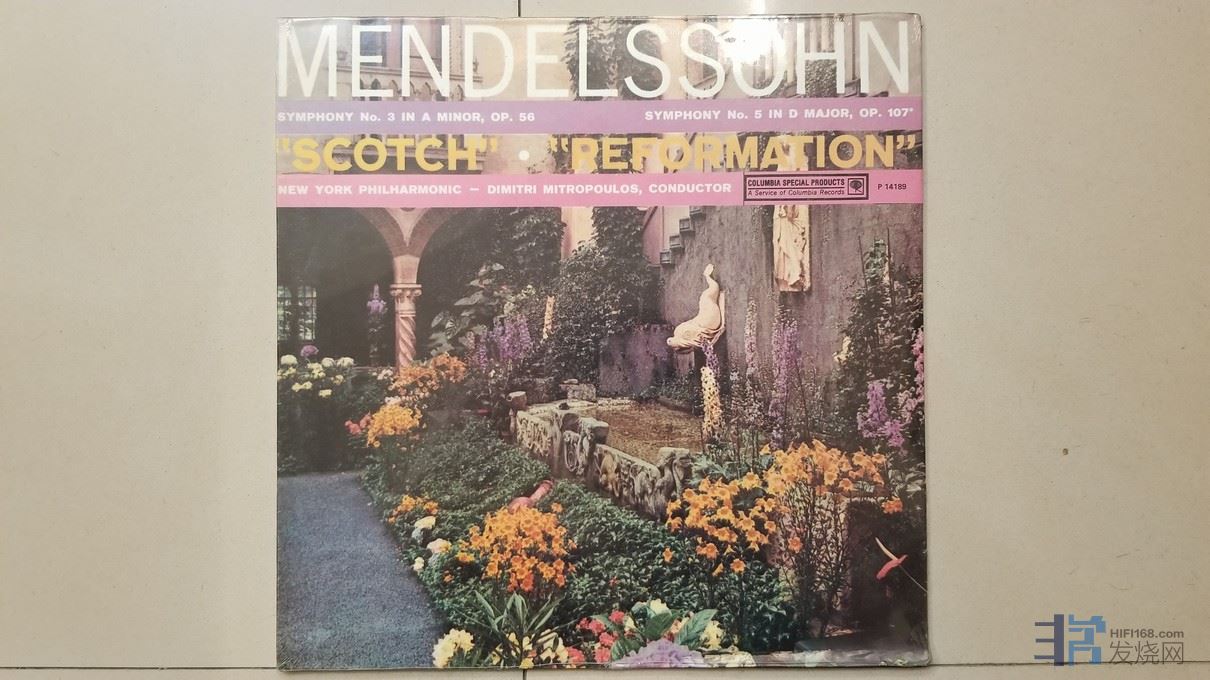 MENDELSSOHN
SYMPHONY No. 3 IN A MINOR, OP. 56 SYMPHONY No. 5 IN D MAJOR, OP. 107*
"SCOTCH" • "REFORMATION"
NEW YORK PHILHARMONIC – DIMITRI MITROPOULOS, CONDUCTOR
COLUMBIA SPECIAL PRODUCTS
A Service of Columbia Records
P 14189
HIFI168.com
发烧网